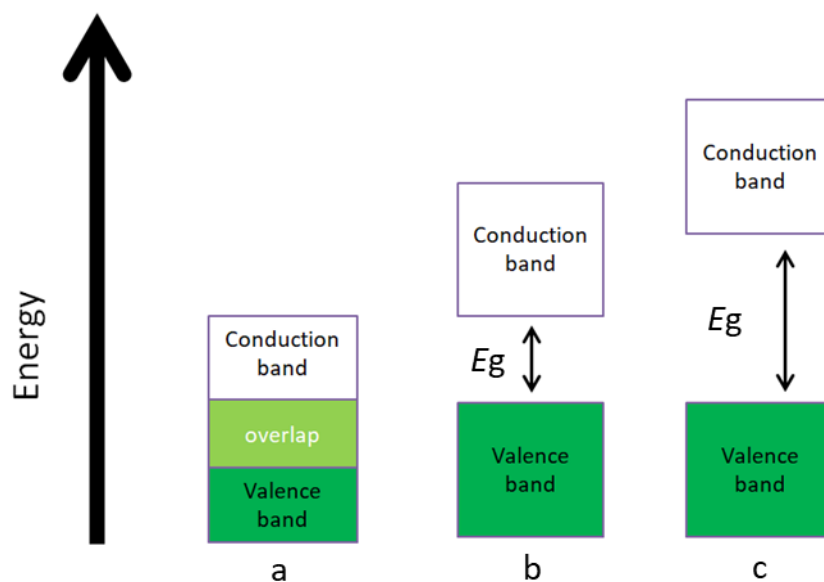 Energy
Conduction
band
overlap
Valence
band
a
Conduction
band
Eg
Valence
band
b
Conduction
band
Eg
Valence
band
c